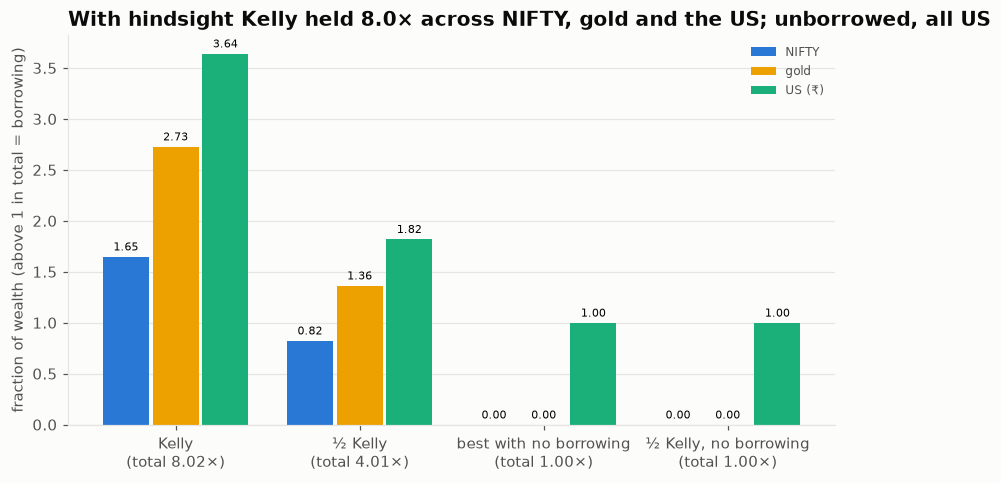 With hindsight Kelly held 8.0× across NIFTY, gold and the US; unborrowed, all US
fraction of wealth (above 1 in total = borrowing)
3.5
3.0
2.5
2.0
1.5
1.0
0.5
0.0
NIFTY
gold
US (₹)
1.65
2.73
3.64
0.82
1.36
1.82
0.00
0.00
1.00
0.00
0.00
1.00
Kelly
(total 8.02×)
½ Kelly
(total 4.01×)
best with no borrowing
(total 1.00×)
½ Kelly, no borrowing
(total 1.00×)